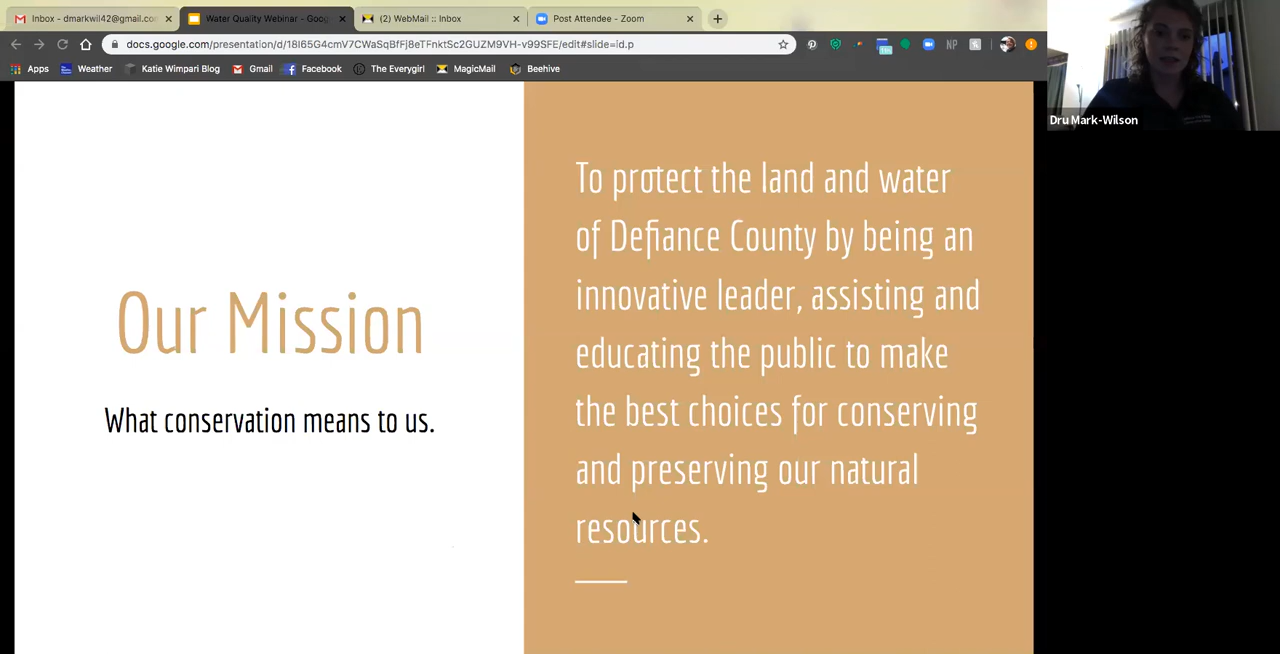 Inbox - dmarkwil42@gmail.co
Water Quality Webinar - Goog
(2) WebMail :: Inbox
Post Attendee - Zoom
docs.google.com/presentation/d/18I65G4cmV7CWaSqBfFJ8eTFnktSc2GUZM9VH-v99SFE/edit#slide=id.p
NP
Apps
Weather
Katie Wimpari Blog
Gmail
Facebook
The Everygirl
MagicMail
Beehive
Dru Mark-Wilson
Our Mission
What conservation means to us.
To protect the land and water
of Defiance County by being an
innovative leader, assisting and
educating the public to make
the best choices for conserving
and preserving our natural
resources.